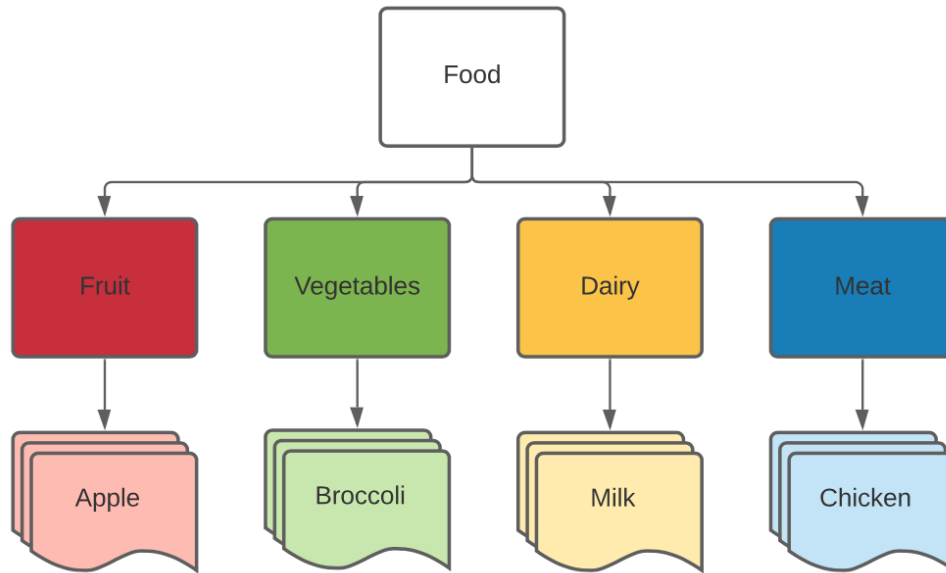 Food
Fruit
Vegetables
Dairy
Meat
Apple
Broccoli
Milk
Chicken